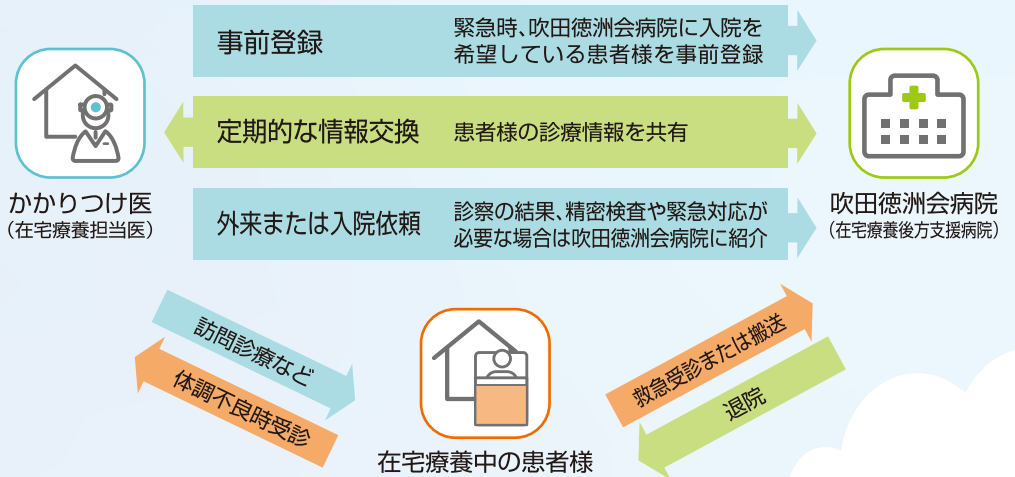 事前登録
緊急時、吹田徳洲会病院に入院を
希望している患者様を事前登録
定期的な情報交換
患者様の診療情報を共有
外来または入院依頼
診察の結果、精密検査や緊急対応が
必要な場合は吹田徳洲会病院に紹介
かかりつけ医
(在宅療養担当医)
吹田徳洲会病院
(在宅療養後方支援病院)
訪問診療など
体調不良時受診
救急受診または搬送
退院
在宅療養中の患者様